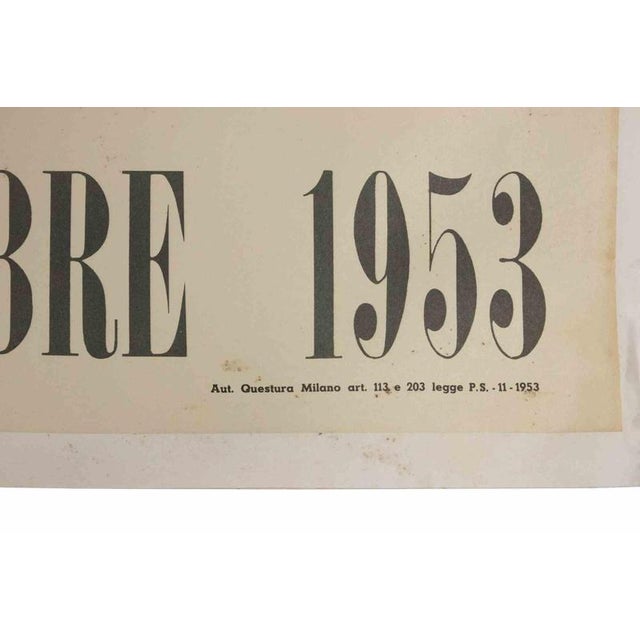 BRE 1953
Aut. Questura Milano art. 113 e 203 legge P.S. - 11 - 1953